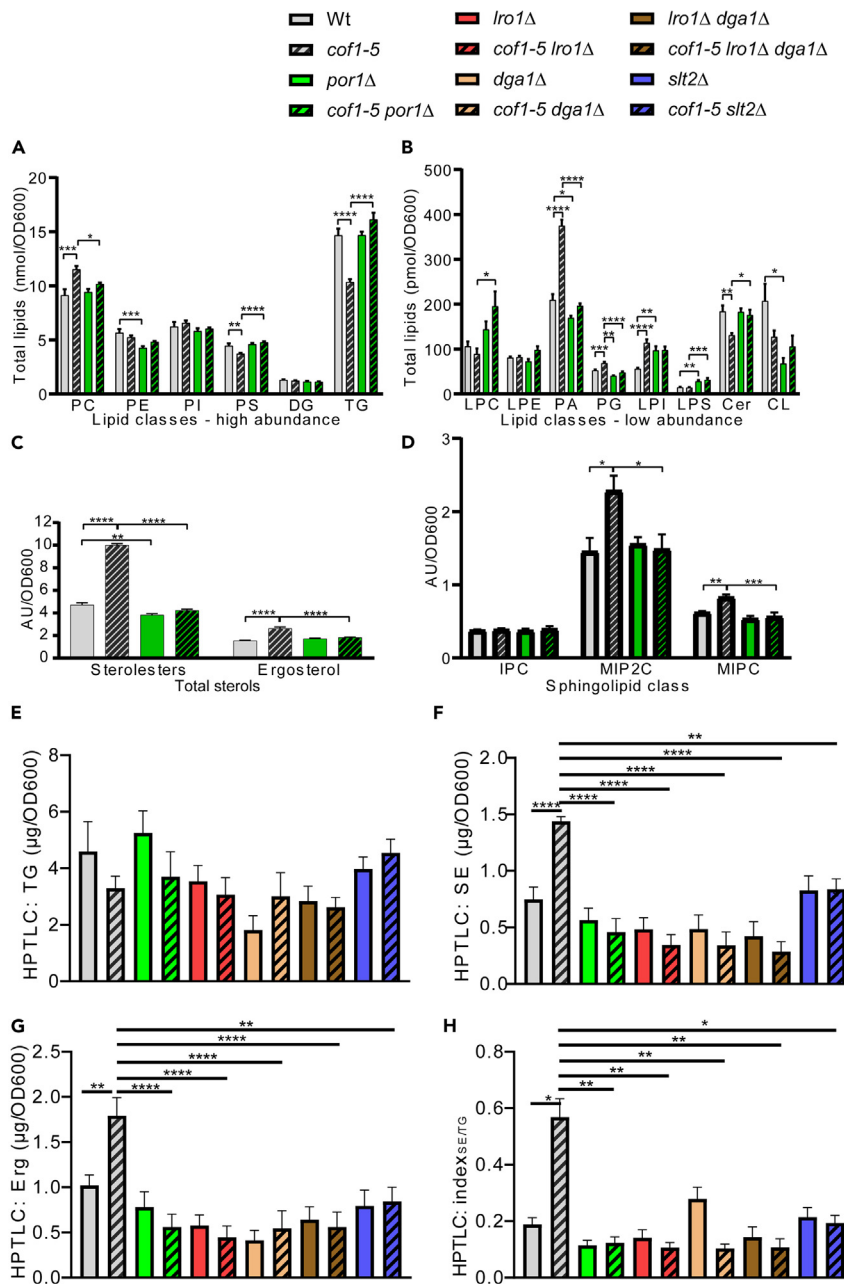 Wt
cof1-5
por1Δ
cof1-5 por1Δ
lro1Δ
cof1-5 lro1Δ
dga1Δ
cof1-5 dga1Δ
lro1Δ dga1Δ
cof1-5 lro1Δ dga1Δ
slt2Δ
cof1-5 slt2Δ
A
Total lipids (nmol/OD600)
20
15
10
5
0
*** * *** ** **** **** ****
PC PE PI PS DG TG
Lipid classes - high abundance
B
Total lipids (pmol/OD600)
500
400
300
200
100
0
* **** * **** *** ** **** **** ** ** *** ** * *
LPC LPE PA PG LPI LPS Cer CL
Lipid classes - low abundance
C
AU/OD600
12
10
8
6
4
2
0
**** **** ** **** ****
Sterolesters Ergosterol
Total sterols
D
AU/OD600
3
2
1
0
* * ** ***
IPC MIP2C MIPC
Sphingolipid class
E
HPTLC: TG (µg/OD600)
8
6
4
2
0
F
HPTLC: SE (µg/OD600)
2.0
1.5
1.0
0.5
0.0
**
****
****
****
**** ****
G
HPTLC: Erg (µg/OD600)
2.5
2.0
1.5
1.0
0.5
0.0
**
****
****
****
** ****
H
HPTLC: indexSE/TG
0.8
0.6
0.4
0.2
0.0
*
**
**
**
* **